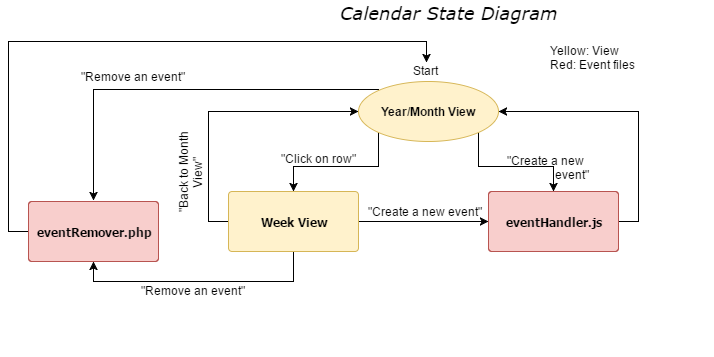 Calendar State Diagram
Yellow: View
Red: Event files
Start
"Remove an event"
Year/Month View
"Back to Month
View"
"Click on row"
"Create a new
event"
eventRemover.php
Week View
"Create a new event"
eventHandler.js
"Remove an event"